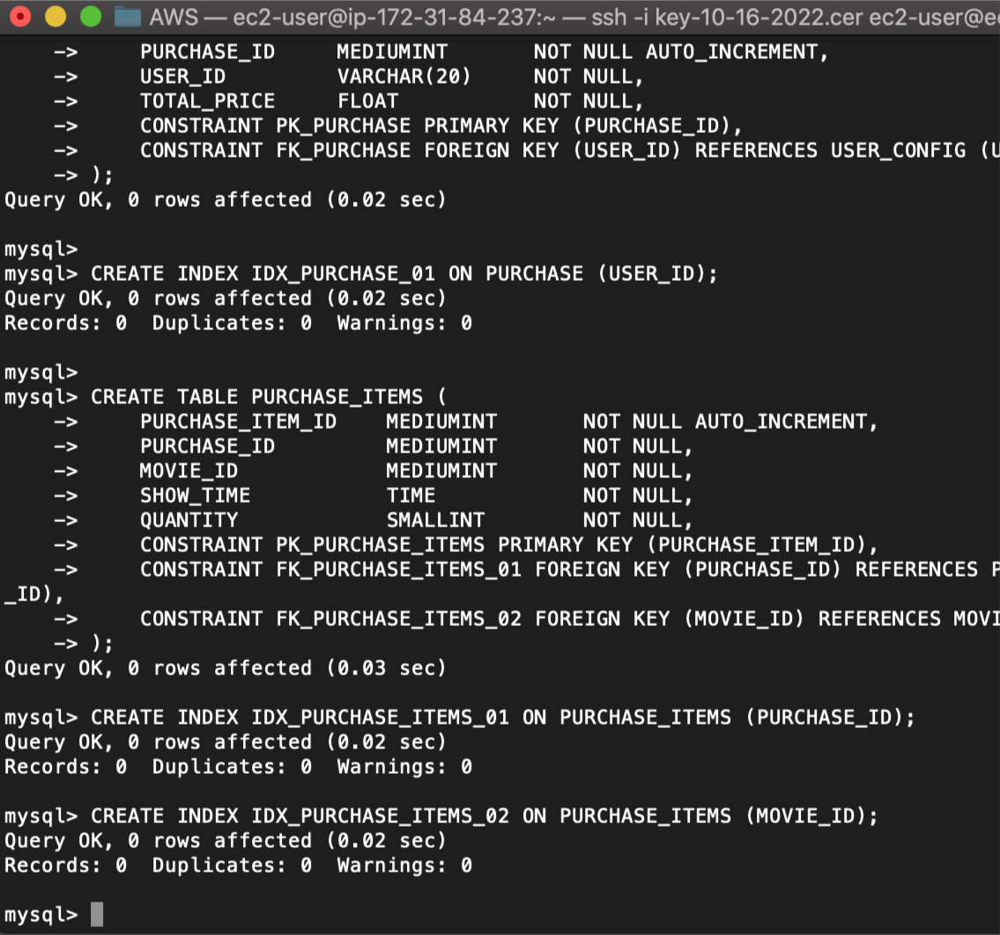 AWS — ec2-user@ip-172-31-84-237:~ — ssh -i key-10-16-2022.cer ec2-user@ec
-> PURCHASE_ID MEDIUMINT NOT NULL AUTO_INCREMENT,
-> USER_ID VARCHAR(20) NOT NULL,
-> TOTAL_PRICE FLOAT NOT NULL,
-> CONSTRAINT PK_PURCHASE PRIMARY KEY (PURCHASE_ID),
-> CONSTRAINT FK_PURCHASE FOREIGN KEY (USER_ID) REFERENCES USER_CONFIG (U
-> );
Query OK, 0 rows affected (0.02 sec)
mysql>
mysql> CREATE INDEX IDX_PURCHASE_01 ON PURCHASE (USER_ID);
Query OK, 0 rows affected (0.02 sec)
Records: 0 Duplicates: 0 Warnings: 0
mysql>
mysql> CREATE TABLE PURCHASE_ITEMS (
-> PURCHASE_ITEM_ID MEDIUMINT NOT NULL AUTO_INCREMENT,
-> PURCHASE_ID MEDIUMINT NOT NULL,
-> MOVIE_ID MEDIUMINT NOT NULL,
-> SHOW_TIME TIME NOT NULL,
-> QUANTITY SMALLINT NOT NULL,
-> CONSTRAINT PK_PURCHASE_ITEMS PRIMARY KEY (PURCHASE_ITEM_ID),
-> CONSTRAINT FK_PURCHASE_ITEMS_01 FOREIGN KEY (PURCHASE_ID) REFERENCES P
_ID),
-> CONSTRAINT FK_PURCHASE_ITEMS_02 FOREIGN KEY (MOVIE_ID) REFERENCES MOVI
-> );
Query OK, 0 rows affected (0.03 sec)
mysql> CREATE INDEX IDX_PURCHASE_ITEMS_01 ON PURCHASE_ITEMS (PURCHASE_ID);
Query OK, 0 rows affected (0.02 sec)
Records: 0 Duplicates: 0 Warnings: 0
mysql> CREATE INDEX IDX_PURCHASE_ITEMS_02 ON PURCHASE_ITEMS (MOVIE_ID);
Query OK, 0 rows affected (0.02 sec)
Records: 0 Duplicates: 0 Warnings: 0
mysql>